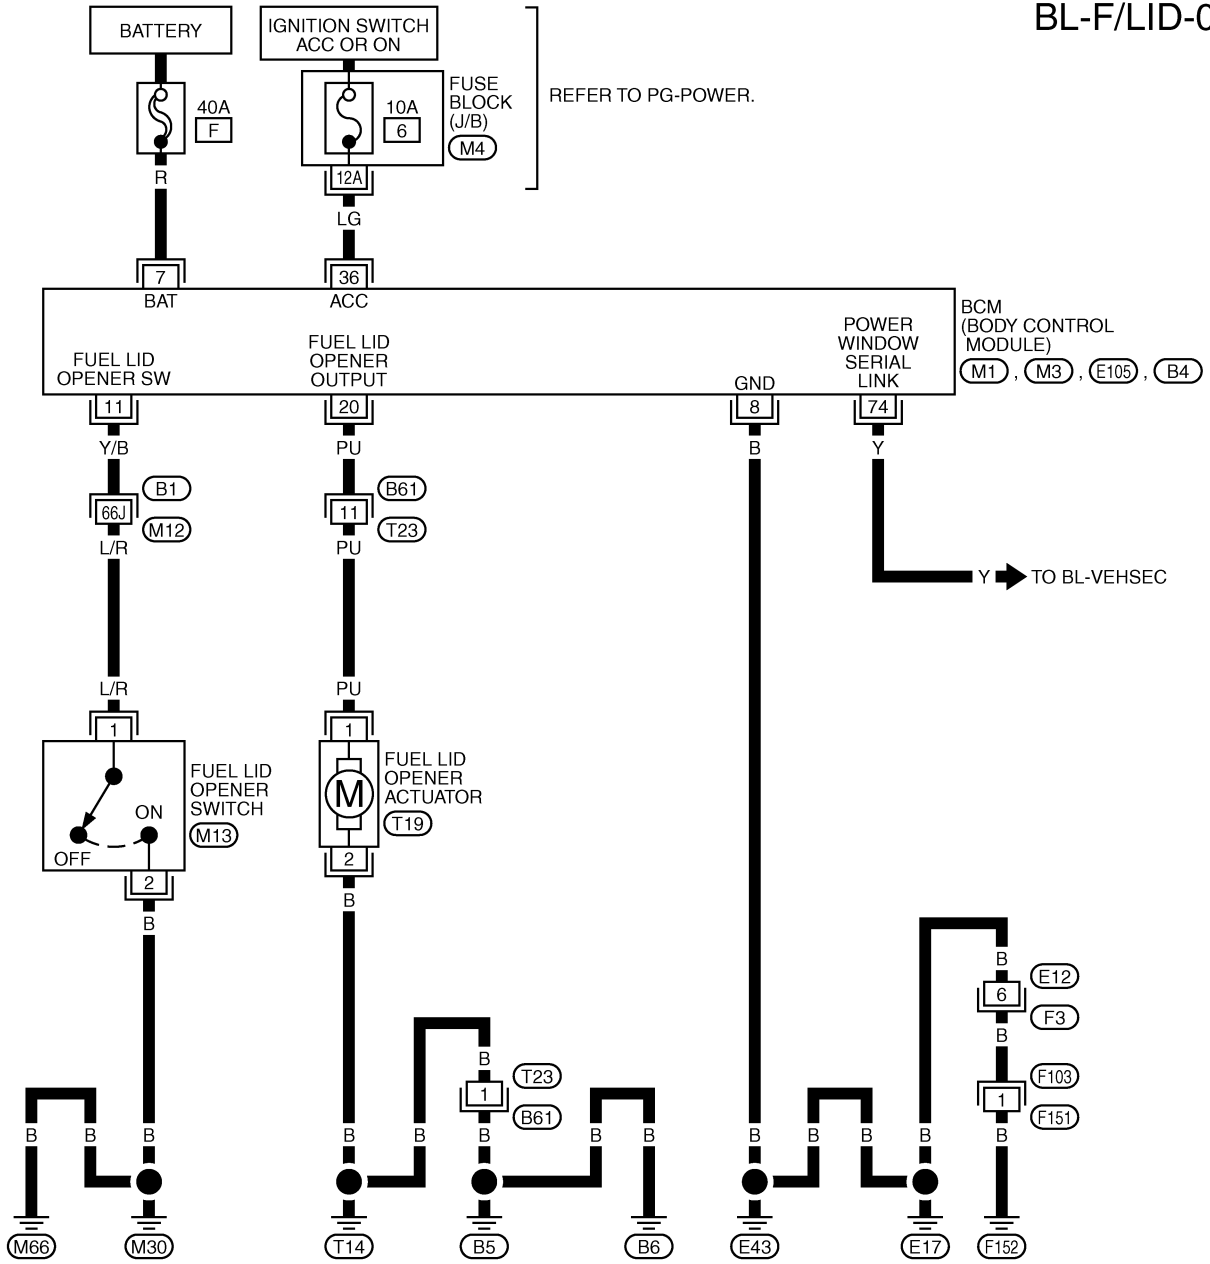 BL-F/LID-0
BATTERY
IGNITION SWITCH
ACC OR ON
40A
F
10A
6
FUSE
BLOCK
(J/B)
M4
REFER TO PG-POWER.
12A
R
LG
7
36
BAT
ACC
FUEL LID
OPENER SW
FUEL LID
OPENER
OUTPUT
GND
POWER
WINDOW
SERIAL
LINK
BCM
(BODY CONTROL
MODULE)
M1 , M3 , E105 , B4
11
20
8
74
Y/B
PU
B
Y
B1
66J
M12
B61
11
T23
L/R
PU
Y
TO BL-VEHSEC
L/R
PU
1
1
FUEL LID
OPENER
SWITCH
M13
ON
OFF
M
FUEL LID
OPENER
ACTUATOR
T19
2
2
B
B
B
E12
6
F3
B
B
T23
1
B61
F103
1
F151
B
B
B
B
B
B
B
B
B
B
B
B
B
M66
M30
T14
B5
B6
E43
E17
F152